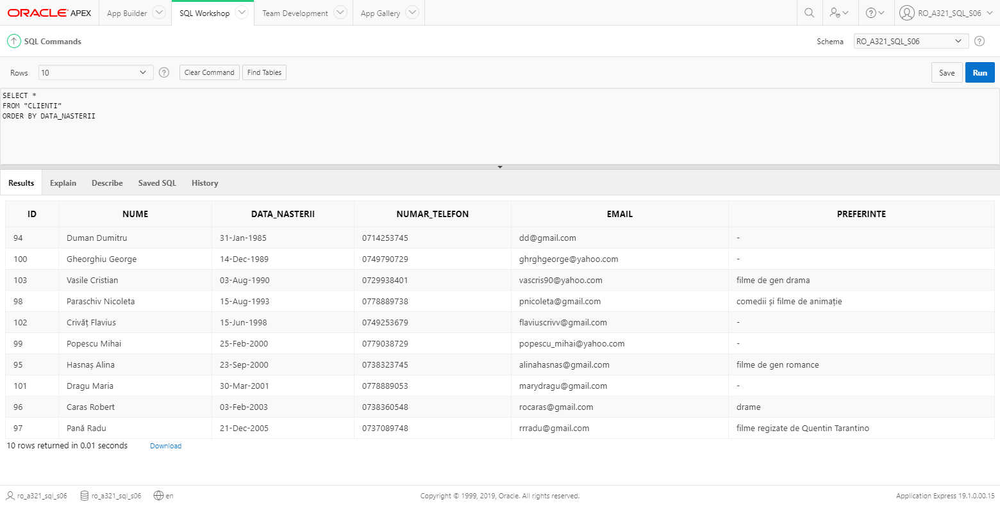 ORACLE APEX App Builder SQL Workshop Team Development App Gallery RO_A321_SQL_S06
SQL Commands Schema RO_A321_SQL_S06
Rows 10 Clear Command Find Tables Save Run
SELECT *
FROM "CLIENTI"
ORDER BY DATA_NASTERII
Results Explain Describe Saved SQL History
ID NUME DATA_NASTERII NUMAR_TELEFON EMAIL PREFERINTE
94 Duman Dumitru 31-Jan-1985 0714253745 dd@gmail.com -
100 Gheorghiu George 14-Dec-1989 0749790729 ghrghgeorge@yahoo.com -
103 Vasile Cristian 03-Aug-1990 0729938401 vascris90@yahoo.com filme de gen drama
98 Paraschiv Nicoleta 15-Aug-1993 0778889738 pnicoleta@gmail.com comedii și filme de animație
102 Crivăț Flavius 15-Jun-1998 0749253679 flaviuscrivv@gmail.com -
99 Popescu Mihai 25-Feb-2000 0779038729 popescu_mihai@yahoo.com -
95 Hasnaș Alina 23-Sep-2000 0738323745 alinahasnas@gmail.com filme de gen romance
101 Dragu Maria 30-Mar-2001 0778889053 marydragu@gmail.com -
96 Caras Robert 03-Feb-2003 0738360548 rocaras@gmail.com drame
97 Pană Radu 21-Dec-2005 0737089748 rrradu@gmail.com filme regizate de Quentin Tarantino
10 rows returned in 0.01 seconds Download
ro_a321_sql_s06 ro_a321_sql_s06 en Copyright © 1999, 2019, Oracle. All rights reserved. Application Express 19.1.0.00.15